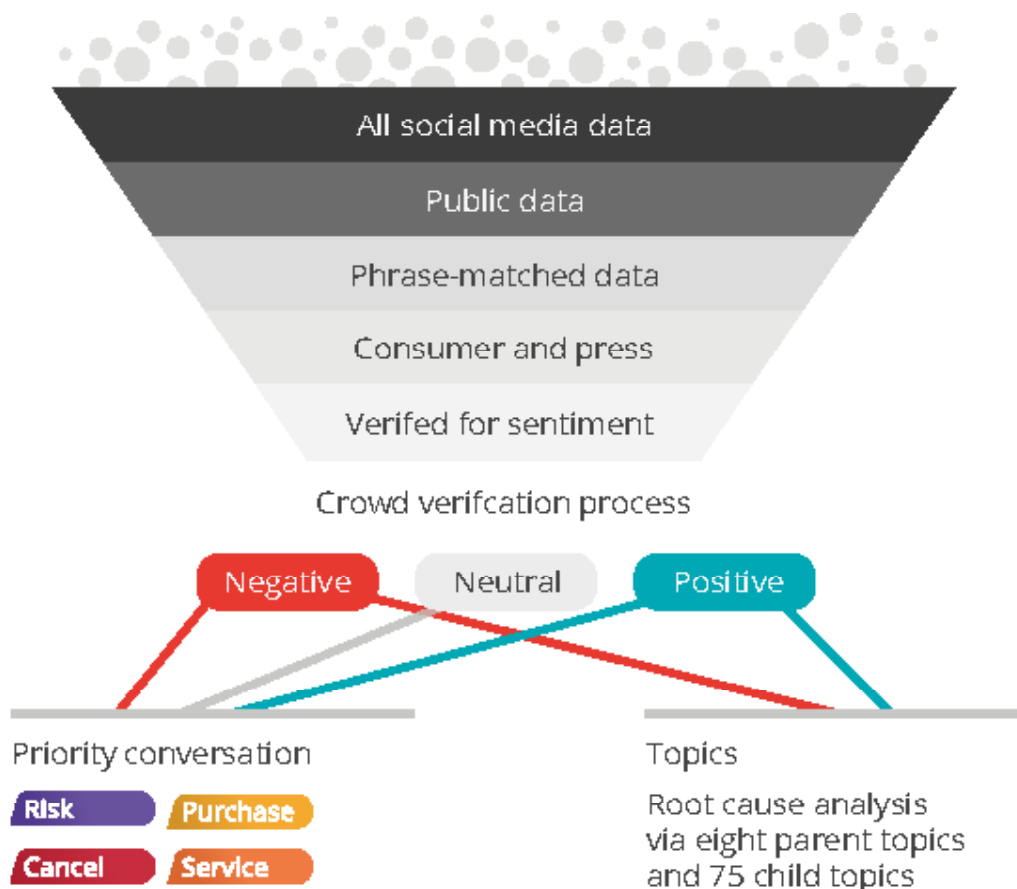 All social media data
Public data
Phrase-matched data
Consumer and press
Verifed for sentiment
Crowd verifcation process
Negative
Neutral
Positive
Priority conversation
Risk
Purchase
Cancel
Service
Topics
Root cause analysis
via eight parent topics
and 75 child topics